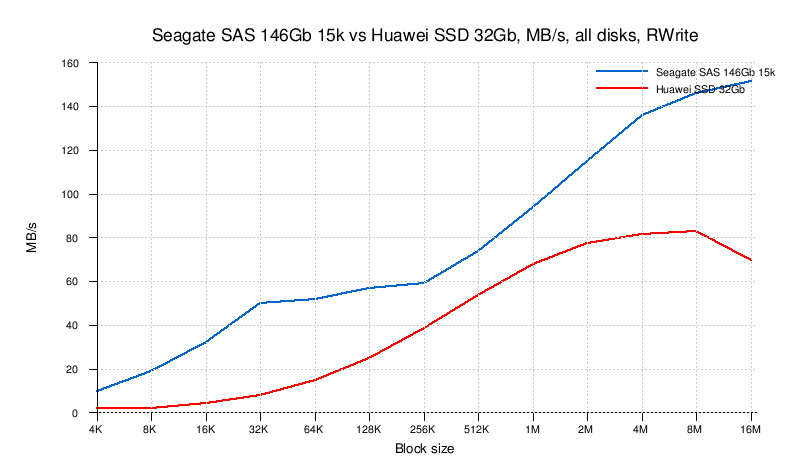 Seagate SAS 146Gb 15k vs Huawei SSD 32Gb, MB/s, all disks, RWrite
Seagate SAS 146Gb 15k
Huawei SSD 32Gb
160
140
120
100
80
60
40
20
0
MB/s
4K 8K 16K 32K 64K 128K 256K 512K 1M 2M 4M 8M 16M
Block size